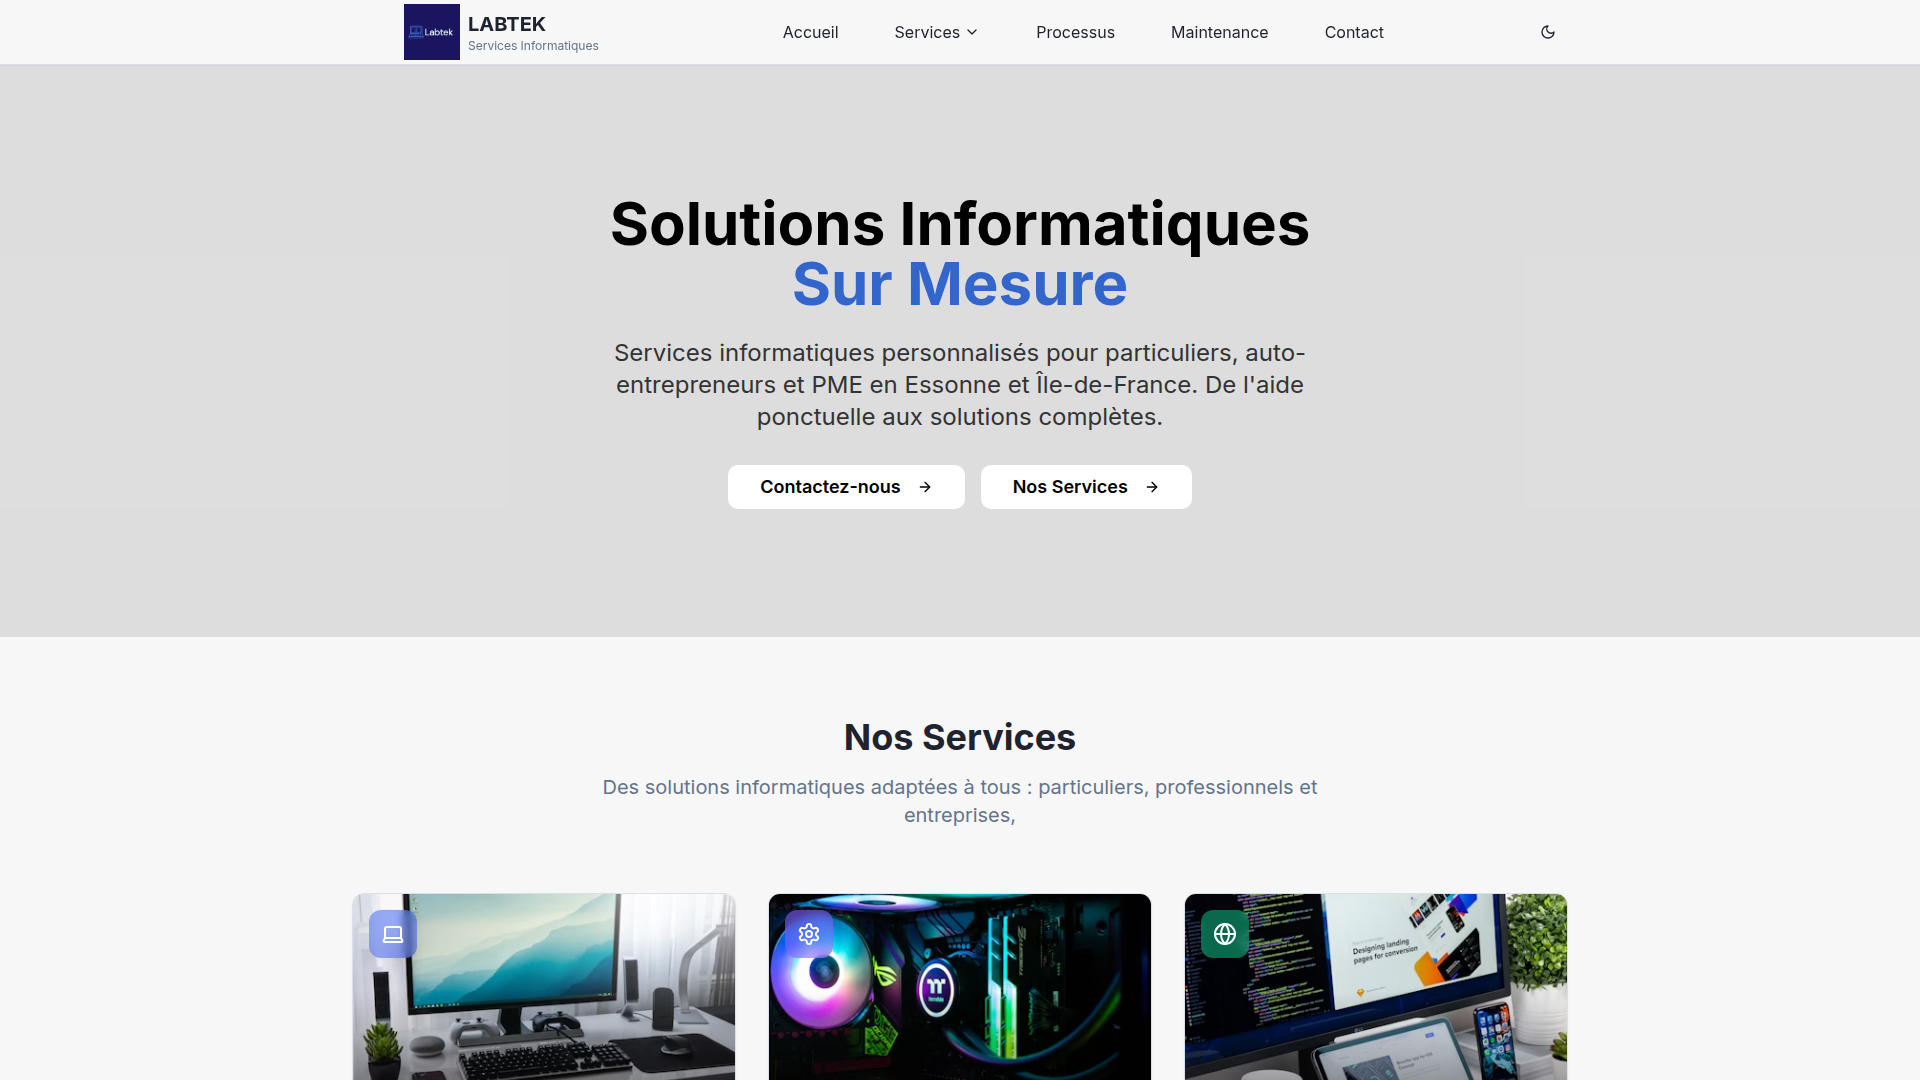 Labtek
LABTEK
Services Informatiques
Accueil
Services
Processus
Maintenance
Contact
Solutions Informatiques
Sur Mesure
Services informatiques personnalisés pour particuliers, auto-
entrepreneurs et PME en Essonne et Île-de-France. De l'aide
ponctuelle aux solutions complètes.
Contactez-nous
Nos Services
Nos Services
Des solutions informatiques adaptées à tous : particuliers, professionnels et
entreprises,
Designing landing
pages for conversion